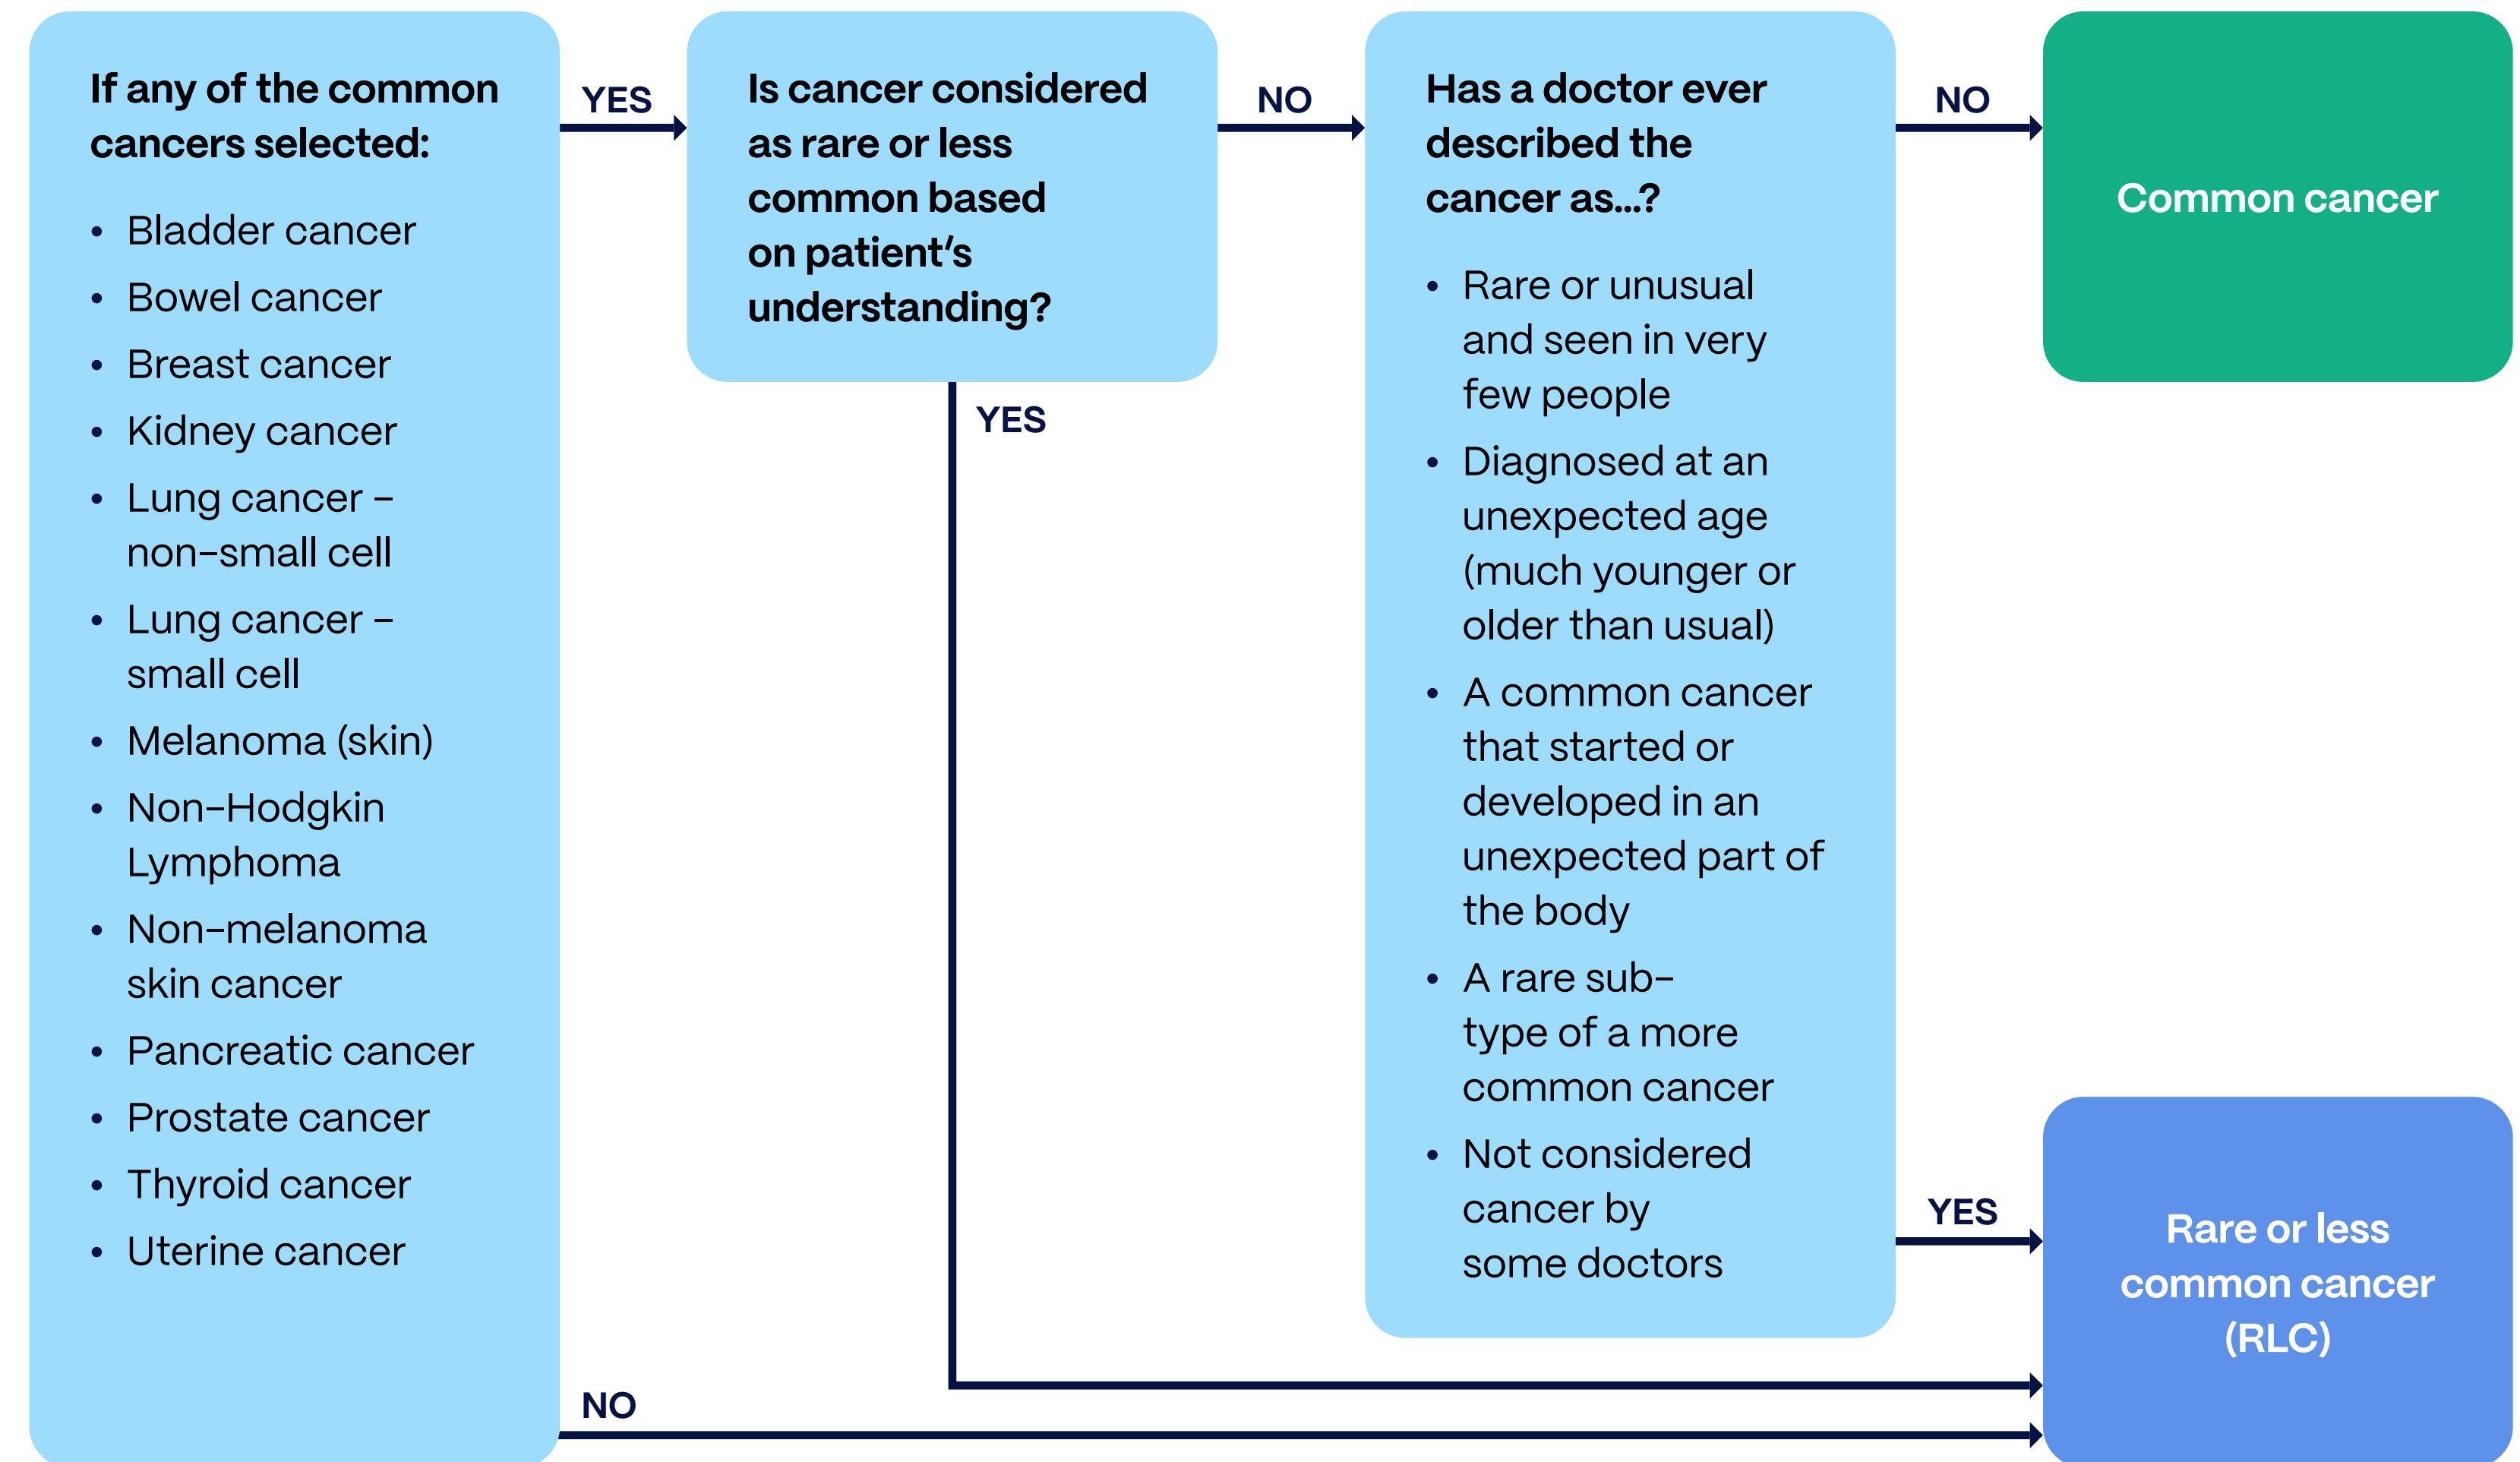 If any of the common
cancers selected:
• Bladder cancer
• Bowel cancer
• Breast cancer
• Kidney cancer
• Lung cancer –
non-small cell
• Lung cancer –
small cell
• Melanoma (skin)
• Non-Hodgkin
Lymphoma
• Non-melanoma
skin cancer
• Pancreatic cancer
• Prostate cancer
• Thyroid cancer
• Uterine cancer
YES
NO
Is cancer considered
as rare or less
common based
on patient's
understanding?
NO
YES
Has a doctor ever
described the
cancer as...?
• Rare or unusual
and seen in very
few people
• Diagnosed at an
unexpected age
(much younger or
older than usual)
• A common cancer
that started or
developed in an
unexpected part of
the body
• A rare sub-
type of a more
common cancer
• Not considered
cancer by
some doctors
NO
YES
Common cancer
Rare or less
common cancer
(RLC)